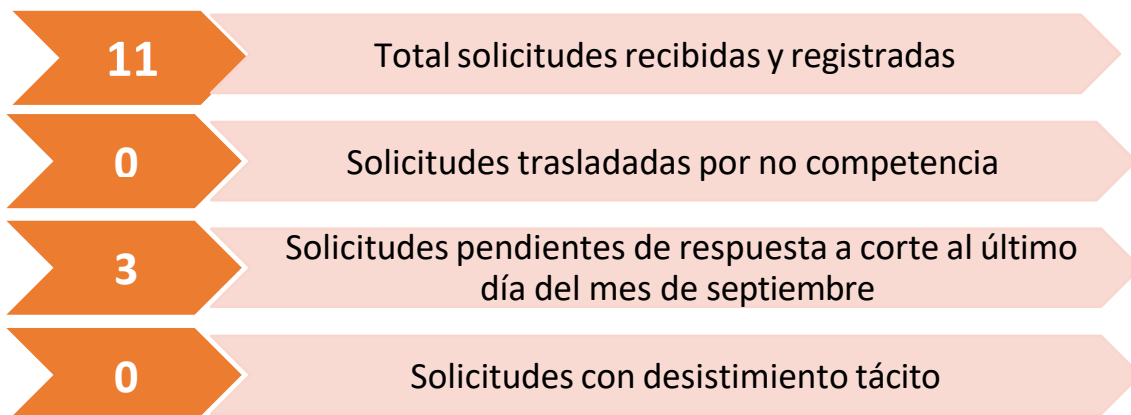 11
Total solicitudes recibidas y registradas
0
Solicitudes trasladadas por no competencia
3
Solicitudes pendientes de respuesta a corte al último
día del mes de septiembre
0
Solicitudes con desistimiento tácito